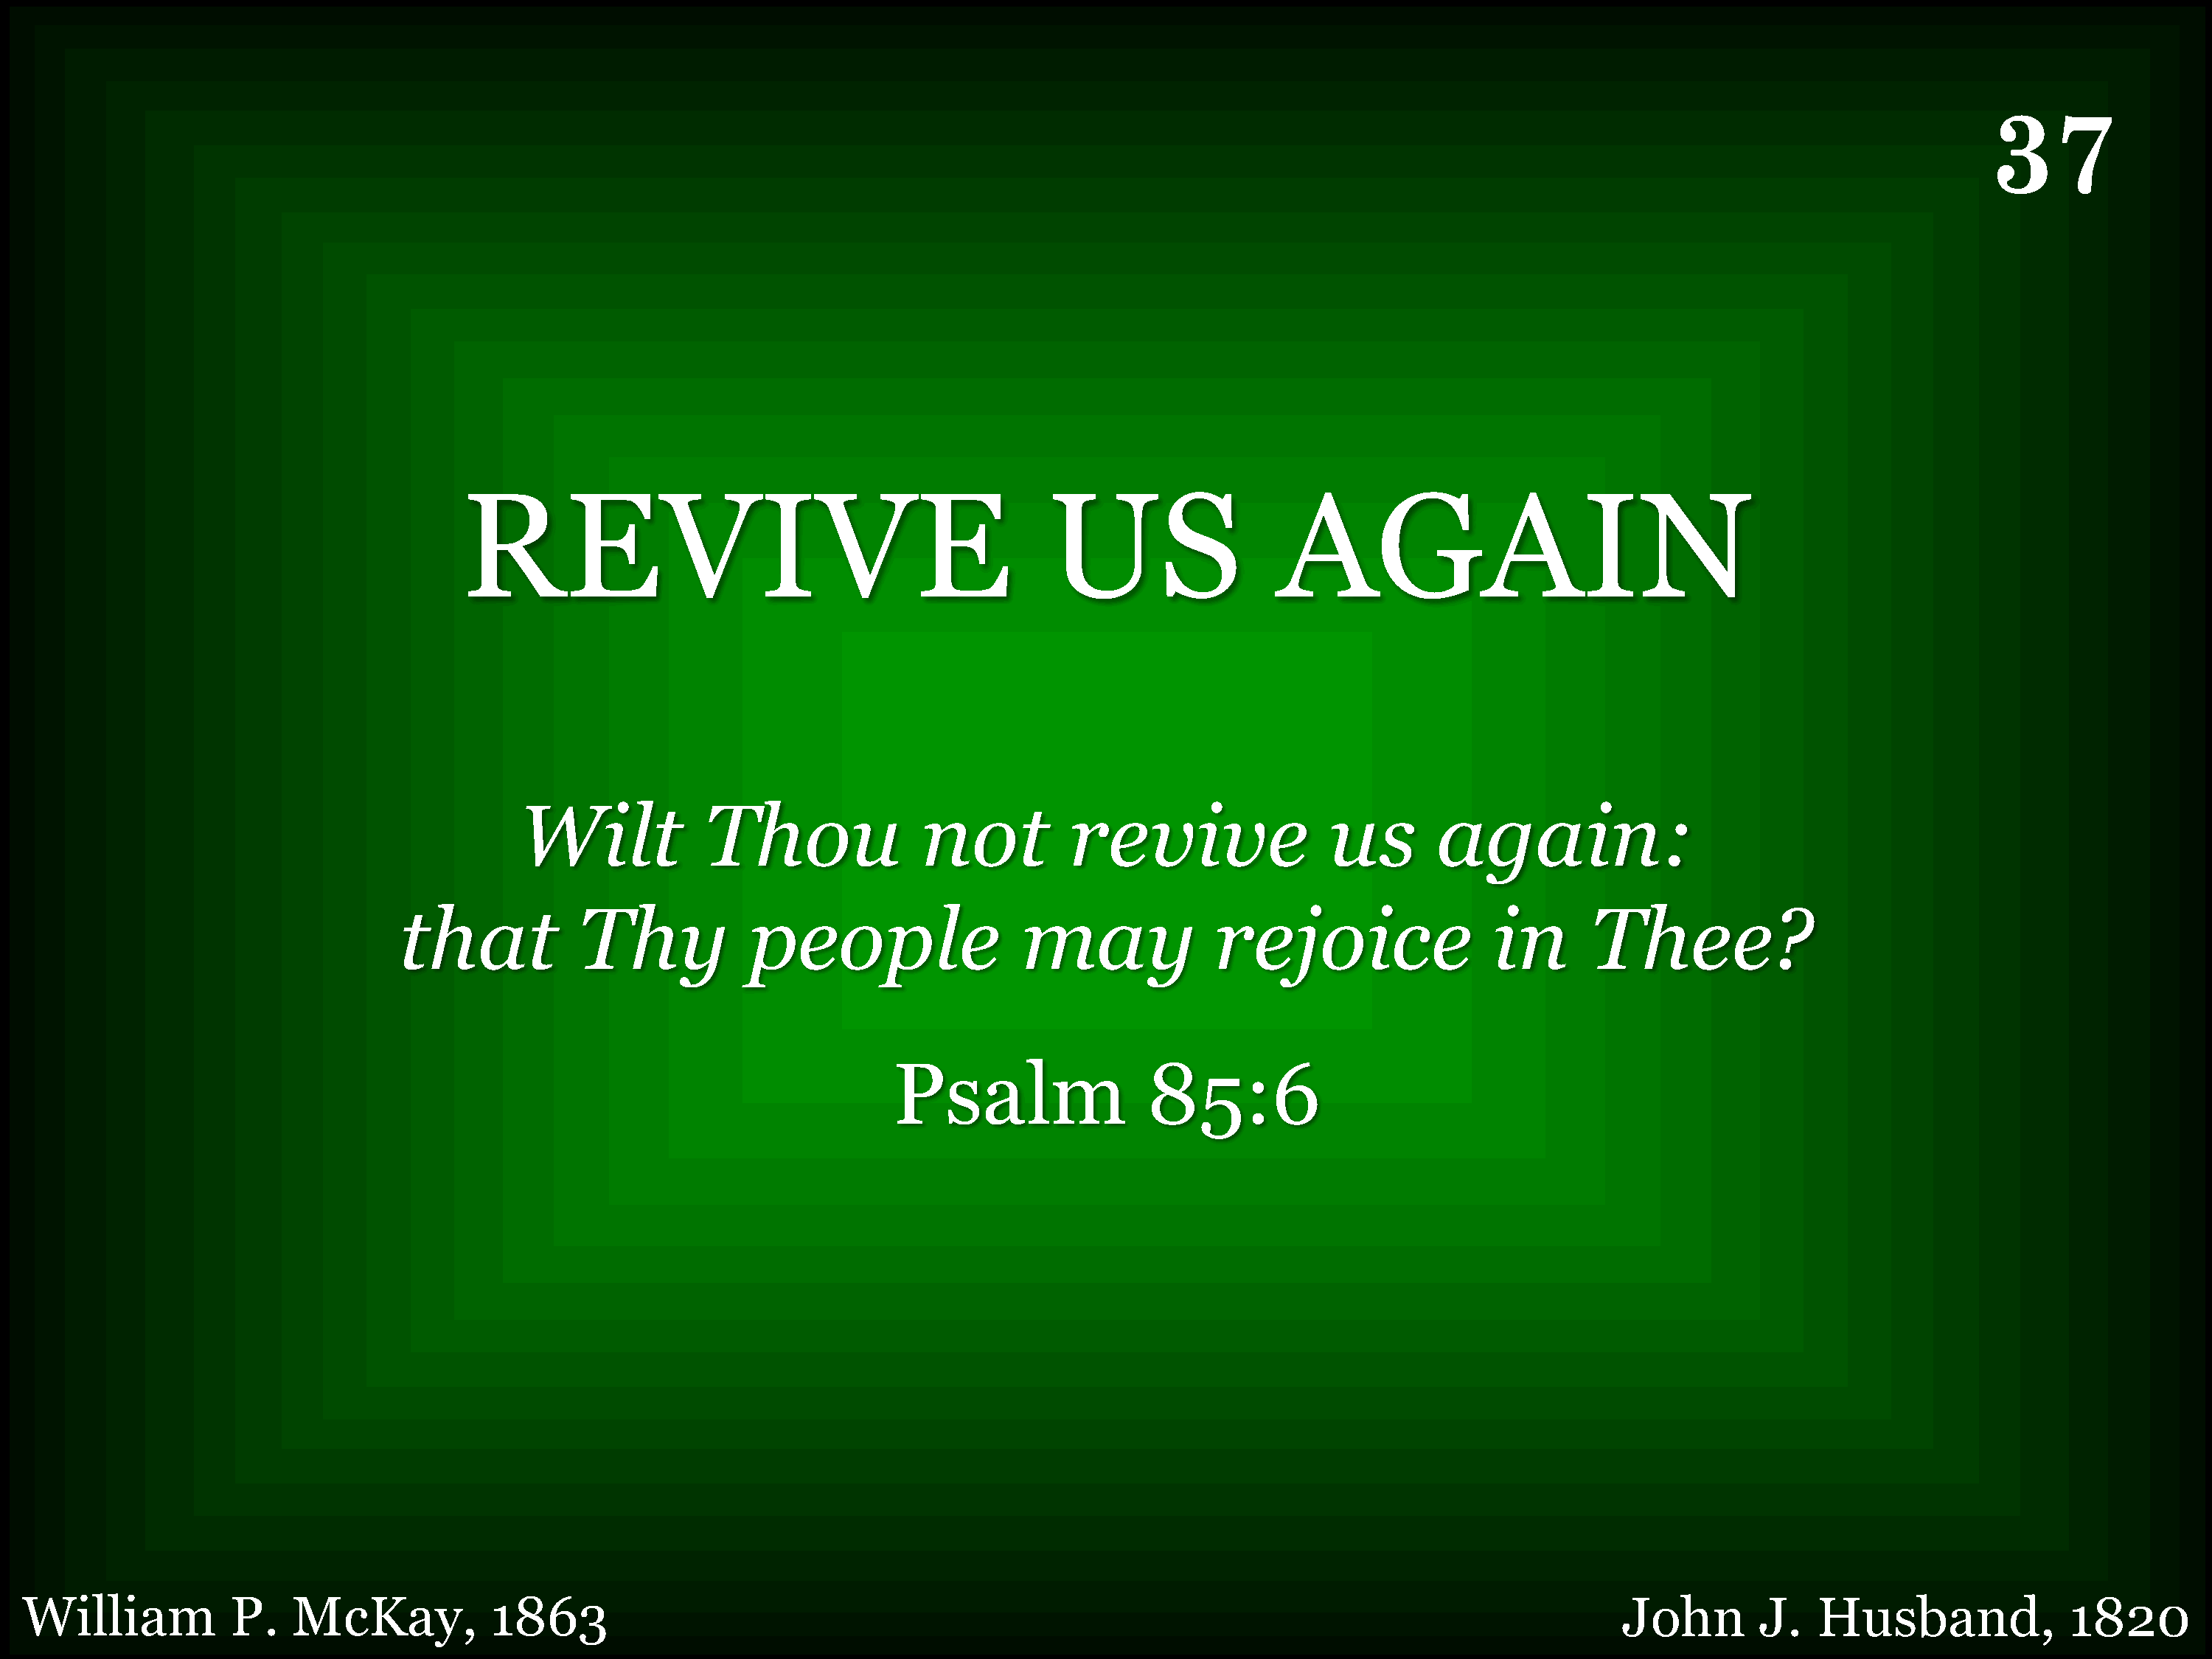 37
REVIVE US AGAIN
Wilt Thou not revive us again:
that Thy people may rejoice in Thee?
Psalm 85:6
William P. McKay, 1863
John J. Husband, 1820